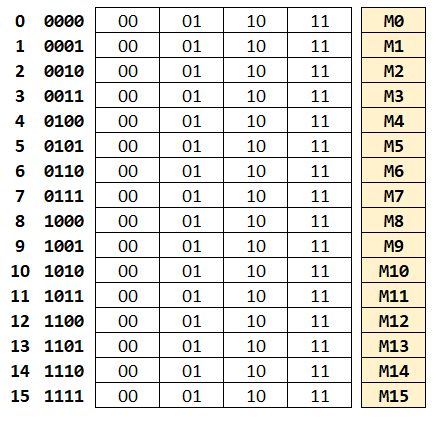 0 0000 00 01 10 11 M0
1 0001 00 01 10 11 M1
2 0010 00 01 10 11 M2
3 0011 00 01 10 11 M3
4 0100 00 01 10 11 M4
5 0101 00 01 10 11 M5
6 0110 00 01 10 11 M6
7 0111 00 01 10 11 M7
8 1000 00 01 10 11 M8
9 1001 00 01 10 11 M9
10 1010 00 01 10 11 M10
11 1011 00 01 10 11 M11
12 1100 00 01 10 11 M12
13 1101 00 01 10 11 M13
14 1110 00 01 10 11 M14
15 1111 00 01 10 11 M15